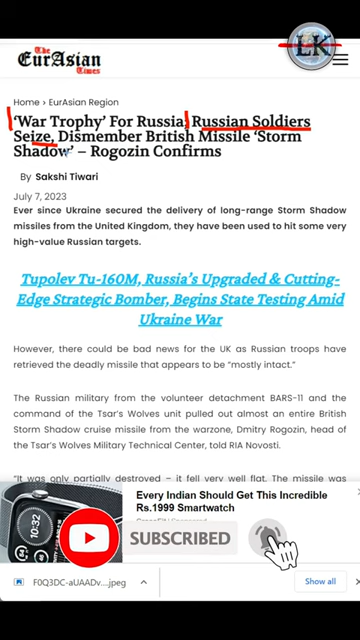 LK
The
EurAsian
Times
Home › EurAsian Region
‘War Trophy’ For Russia; Russian Soldiers
Seize, Dismember British Missile ‘Storm
Shadow’ – Rogozin Confirms
By Sakshi Tiwari
July 7, 2023
Ever since Ukraine secured the delivery of long-range Storm Shadow
missiles from the United Kingdom, they have been used to hit some very
high-value Russian targets.
Tupolev Tu-160M, Russia's Upgraded & Cutting-
Edge Strategic Bomber, Begins State Testing Amid
Ukraine War
However, there could be bad news for the UK as Russian troops have
retrieved the deadly missile that appears to be “mostly intact.”
The Russian military from the volunteer detachment BARS-11 and the
command of the Tsar's Wolves unit pulled out almost an entire British
Storm Shadow cruise missile from the warzone, Dmitry Rogozin, head of
the Tsar's Wolves Military Technical Center, told RIA Novosti.
“It was only partially destroyed – it fell very well flat. The missile was
Every Indian Should Get This Incredible
Rs.1999 Smartwatch
10:32
SUBSCRIBED
F0Q3DC-aUAADv....jpeg
Show all